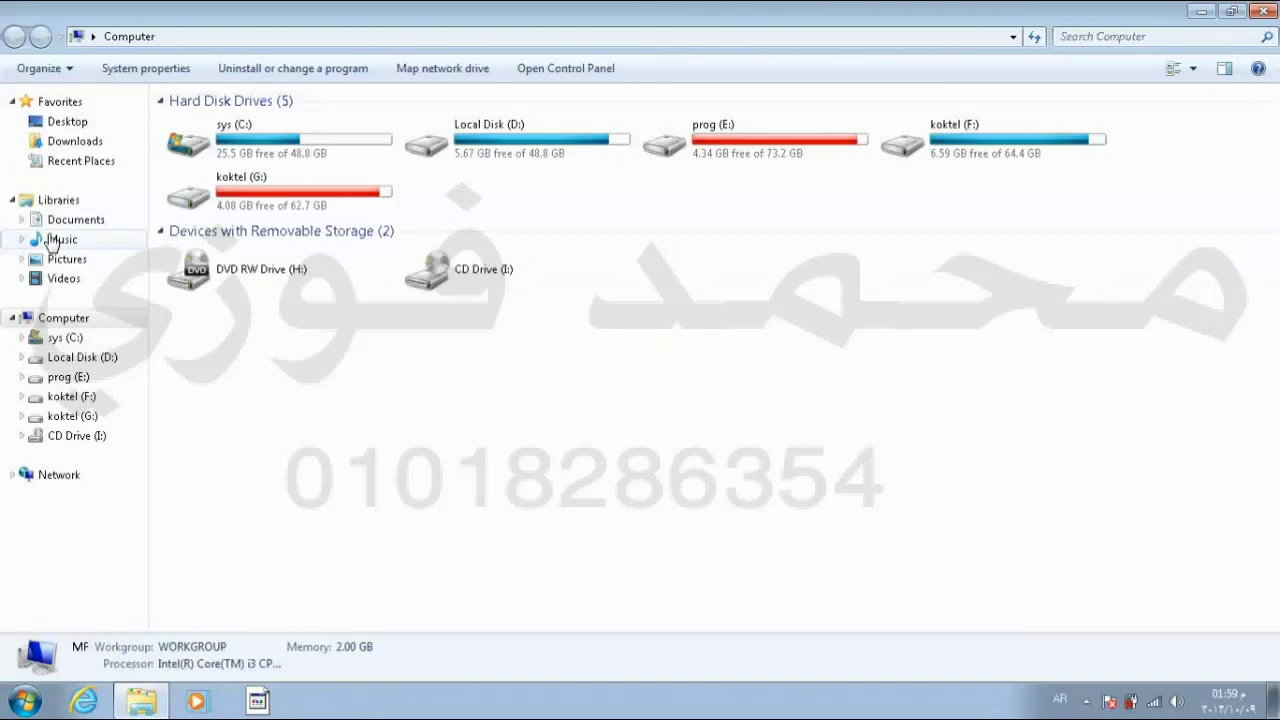 Computer
Search Computer
Organize
System properties
Uninstall or change a program
Map network drive
Open Control Panel
Favorites
Desktop
Downloads
Recent Places
Libraries
Documents
Music
Pictures
Videos
Computer
sys (C:)
Local Disk (D:)
prog (E:)
koktel (F:)
koktel (G:)
CD Drive (I:)
Network
Hard Disk Drives (5)
sys (C:)
25.5 GB free of 48.8 GB
Local Disk (D:)
5.67 GB free of 48.8 GB
prog (E:)
4.34 GB free of 73.2 GB
koktel (F:)
6.59 GB free of 64.4 GB
koktel (G:)
4.08 GB free of 62.7 GB
Devices with Removable Storage (2)
DVD RW Drive (H:)
DVD
CD Drive (I:)
محمد فوزي
01018286354
MF Workgroup: WORKGROUP Memory: 2.00 GB
Processor: Intel(R) Core(TM) i3 CP...
AR
01:59 م
٢٠١٣/١٠/٠٩